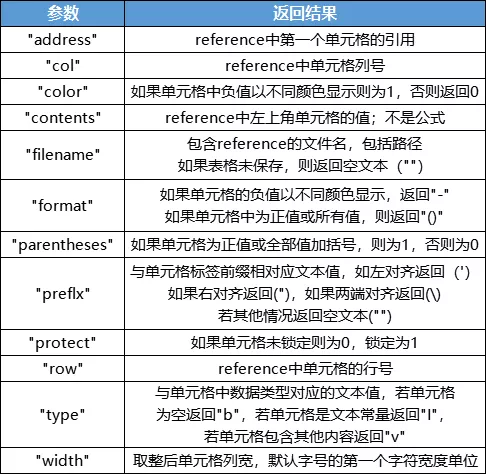 参数 返回结果
"address" reference中第一个单元格的引用
"col" reference中单元格列号
"color" 如果单元格中负值以不同颜色显示则为1，否则返回0
"contents" reference中左上角单元格的值；不是公式
"filename" 包含reference的文件名，包括路径
如果表格未保存，则返回空文本（""）
"format" 如果单元格的负值以不同颜色显示，返回"-"
如果单元格中为正值或所有值，则返回"()"
"parentheses" 如果单元格为正值或全部值加括号，则为1，否则为0
"preflx" 与单元格标签前缀相对应文本值，如左对齐返回（'）
如果右对齐返回(")，如果两端对齐返回(\)
若其他情况返回空文本("")
"protect" 如果单元格未锁定则为0，锁定为1
"row" reference中单元格的行号
"type" 与单元格中数据类型对应的文本值，若单元格
为空返回"b"，若单元格是文本常量返回"l"，
若单元格包含其他内容返回"v"
"width" 取整后单元格列宽，默认字号的第一个字符宽度单位